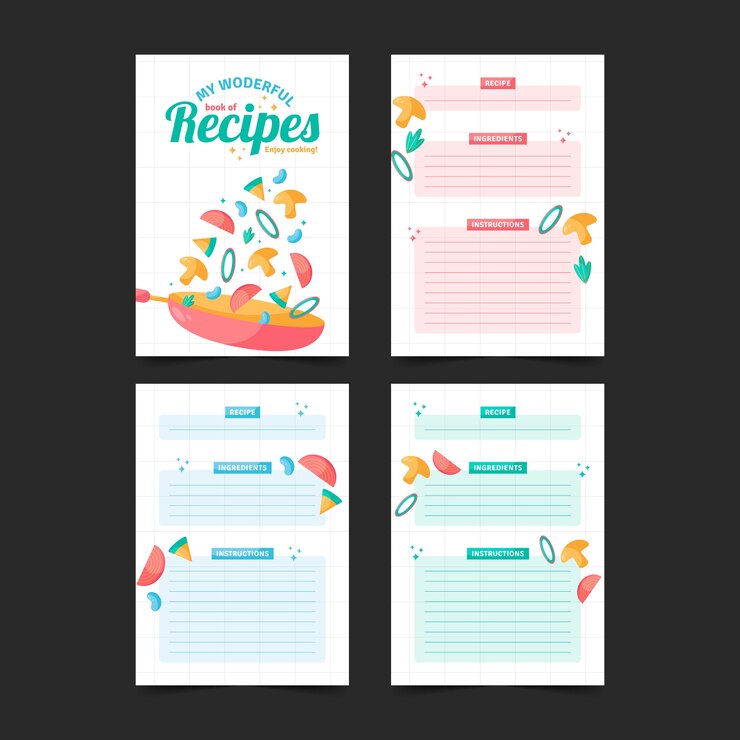 MY WODERFUL
book of
Recipes
Enjoy cooking!
RECIPE
INGREDIENTS
INSTRUCTIONS
RECIPE
INGREDIENTS
INSTRUCTIONS
RECIPE
INGREDIENTS
INSTRUCTIONS